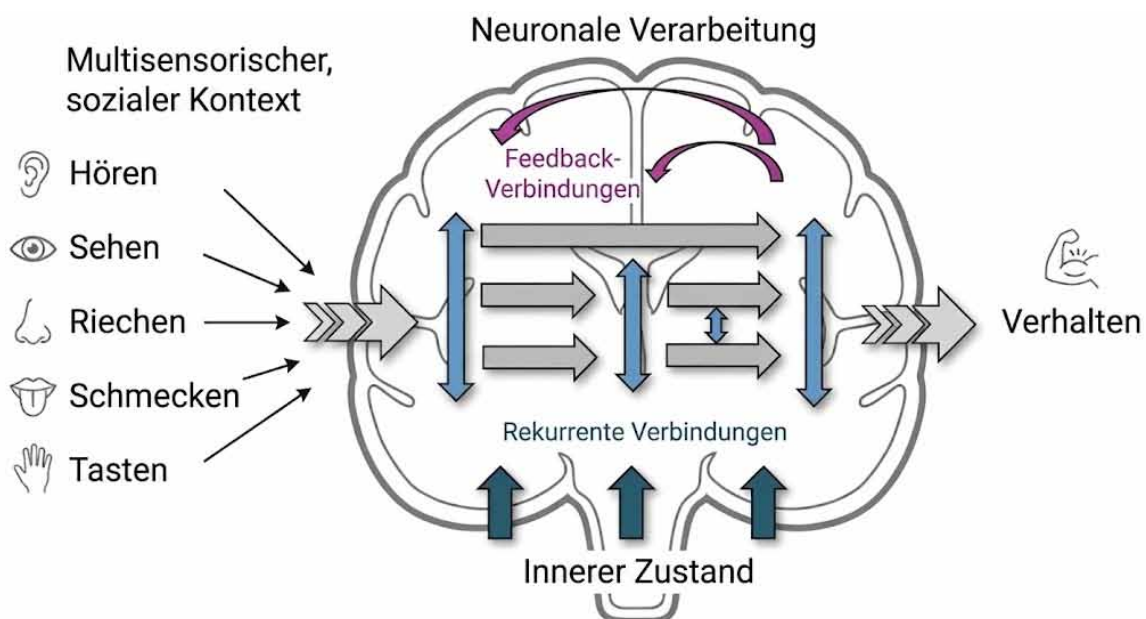 Neuronale Verarbeitung
Multisensorischer,
sozialer Kontext
Hören
Sehen
Riechen
Schmecken
Tasten
Feedback-
Verbindungen
Rekurrente Verbindungen
Innerer Zustand
Verhalten